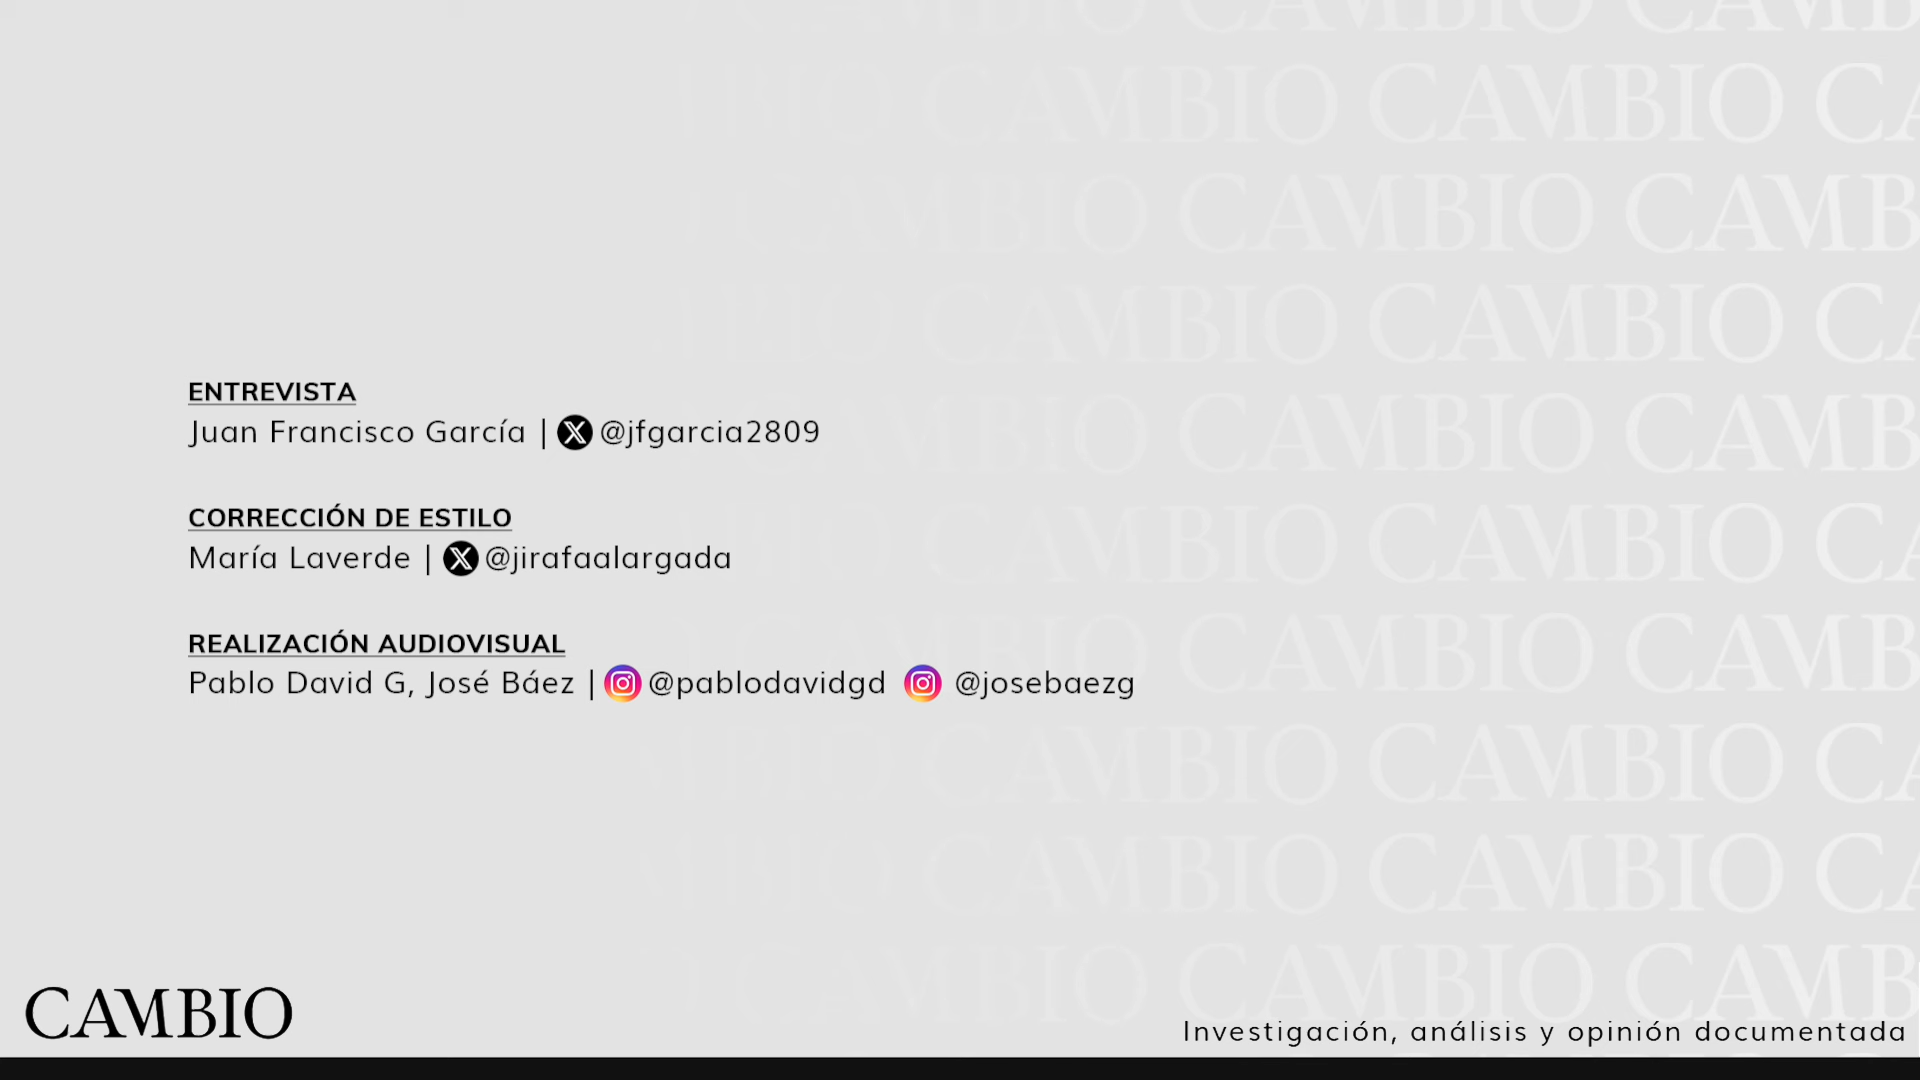 ENTREVISTA
Juan Francisco García | @jfgarcia2809
CORRECCIÓN DE ESTILO
María Laverde | @jirafaalargada
REALIZACIÓN AUDIOVISUAL
Pablo David G, José Báez | @pablodavidgd @josebaezg
CAMBIO
Investigación, análisis y opinión documentada